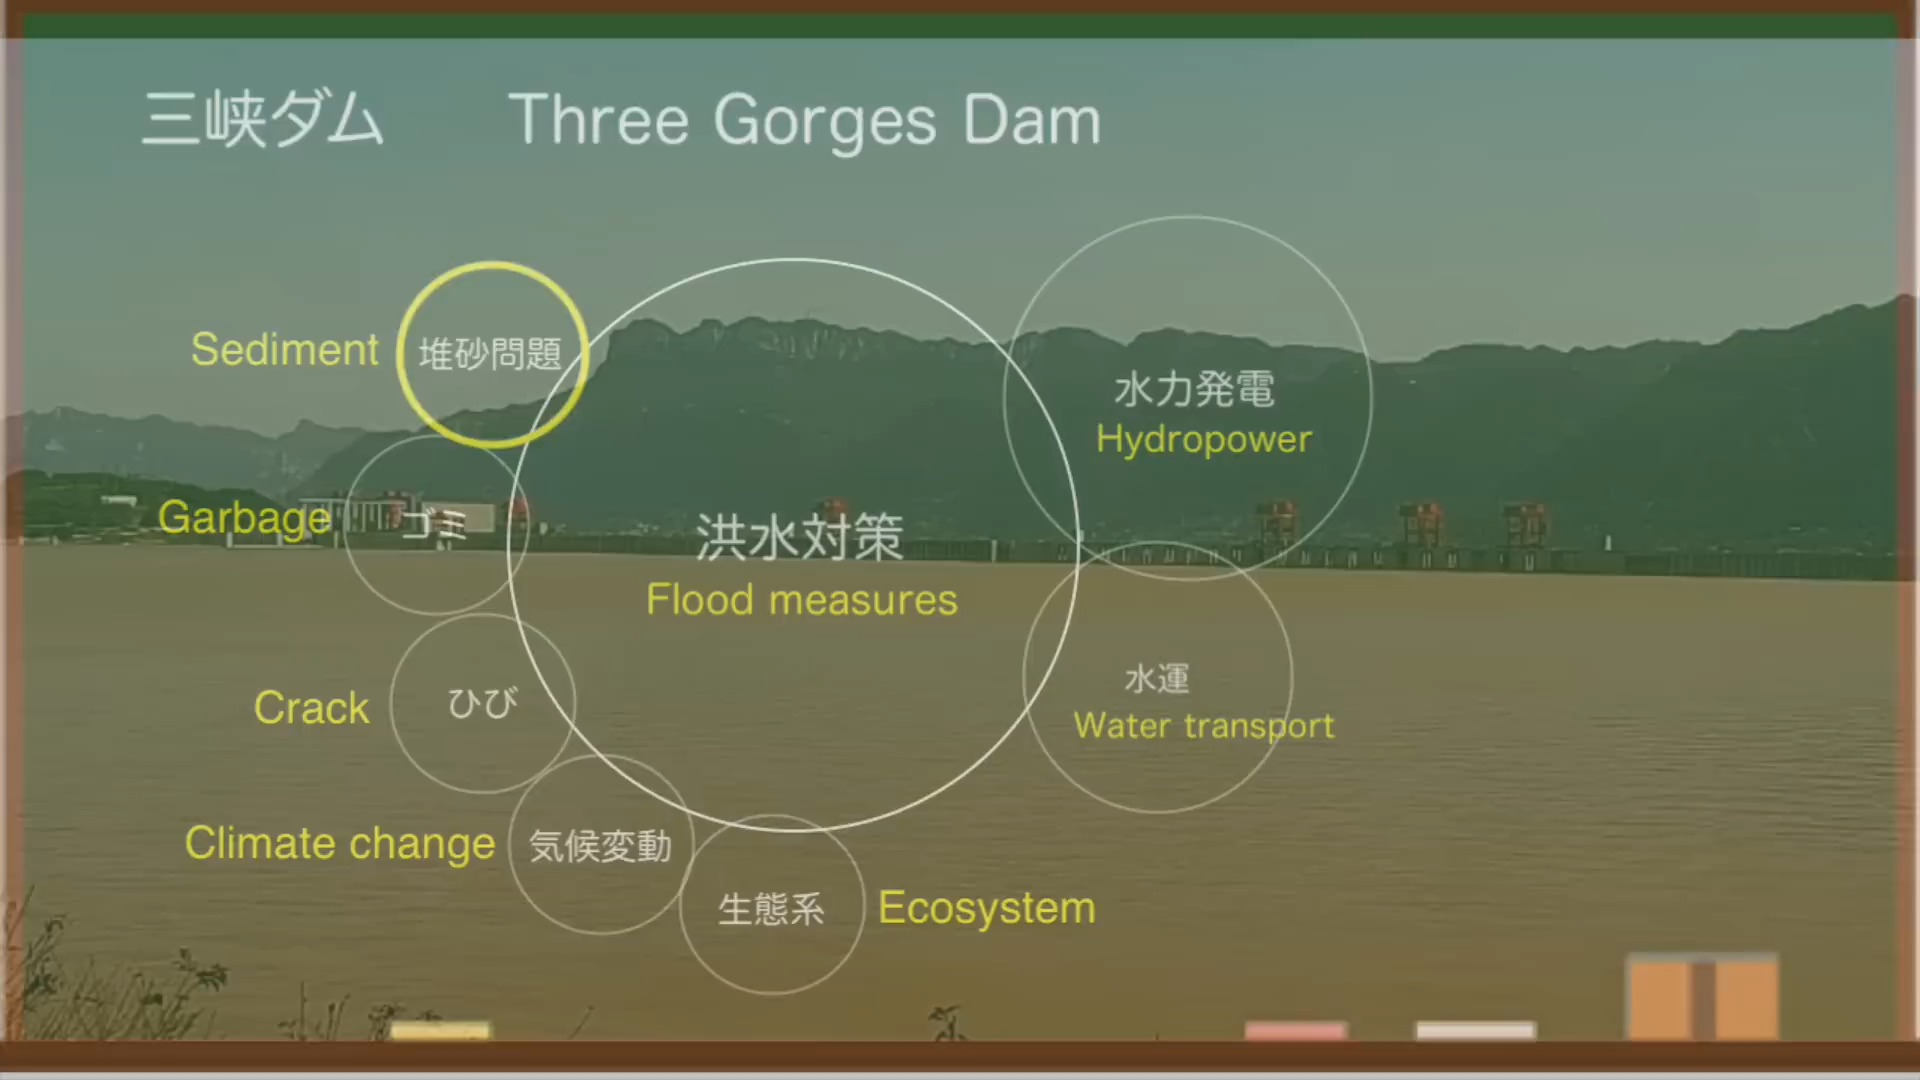 三峡ダム Three Gorges Dam
Sediment 堆砂問題
水力発電
Hydropower
Garbage ゴミ
洪水対策
Flood measures
Crack ひび
水運
Water transport
Climate change 気候変動
生態系 Ecosystem